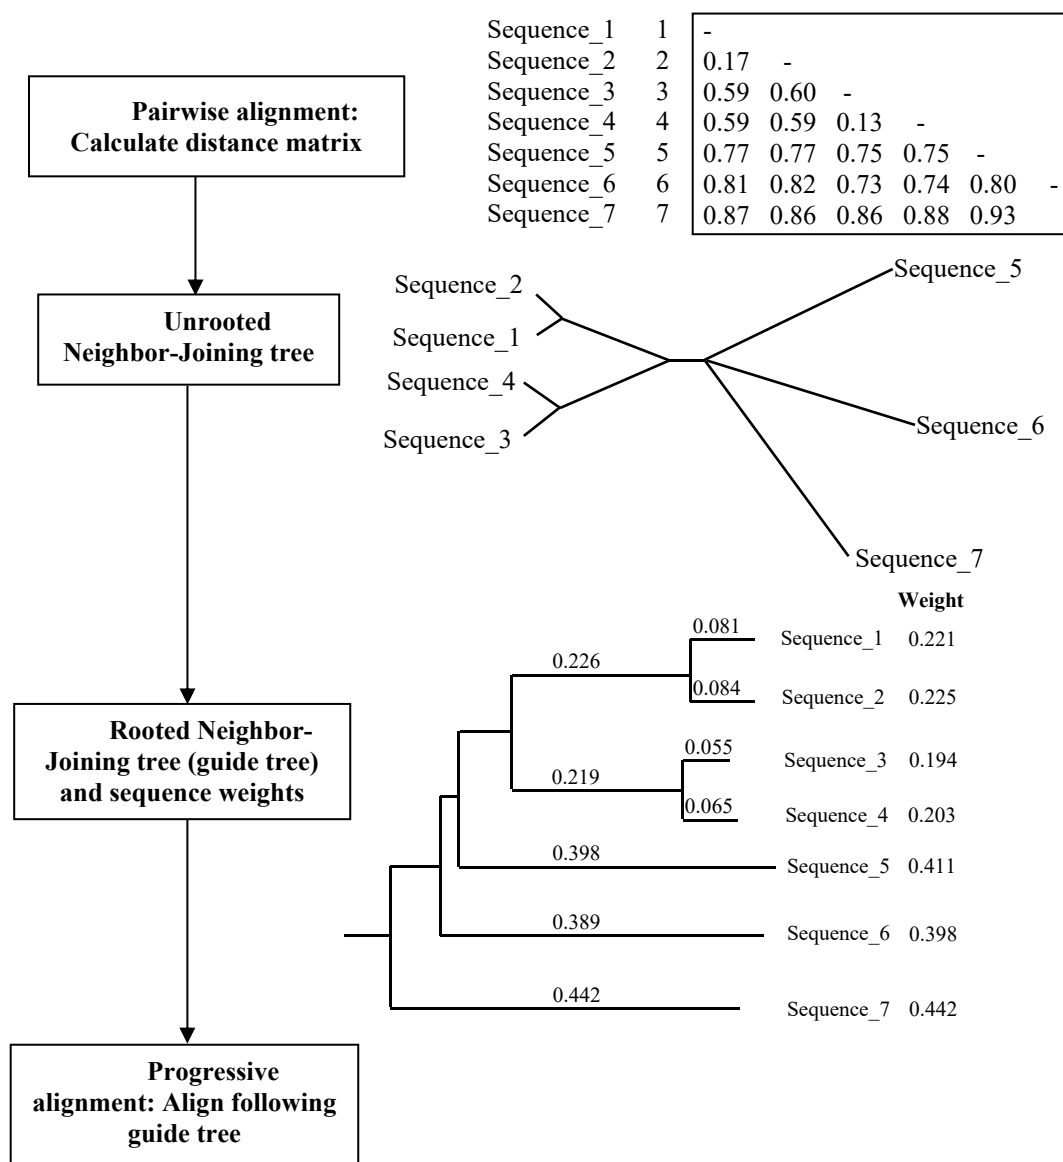 Sequence_1 1 -
Sequence_2 2 0.17 -
Sequence_3 3 0.59 0.60 -
Sequence_4 4 0.59 0.59 0.13 -
Sequence_5 5 0.77 0.77 0.75 0.75 -
Sequence_6 6 0.81 0.82 0.73 0.74 0.80 -
Sequence_7 7 0.87 0.86 0.86 0.88 0.93
Pairwise alignment:
Calculate distance matrix
Unrooted
Neighbor-Joining tree
Sequence_2
Sequence_1
Sequence_4
Sequence_3
Sequence_5
Sequence_6
Sequence_7
Rooted Neighbor-
Joining tree (guide tree)
and sequence weights
Weight
0.081 Sequence_1 0.221
0.226
0.084 Sequence_2 0.225
0.055 Sequence_3 0.194
0.219
0.065 Sequence_4 0.203
0.398 Sequence_5 0.411
0.389 Sequence_6 0.398
0.442 Sequence_7 0.442
Progressive
alignment: Align following
guide tree